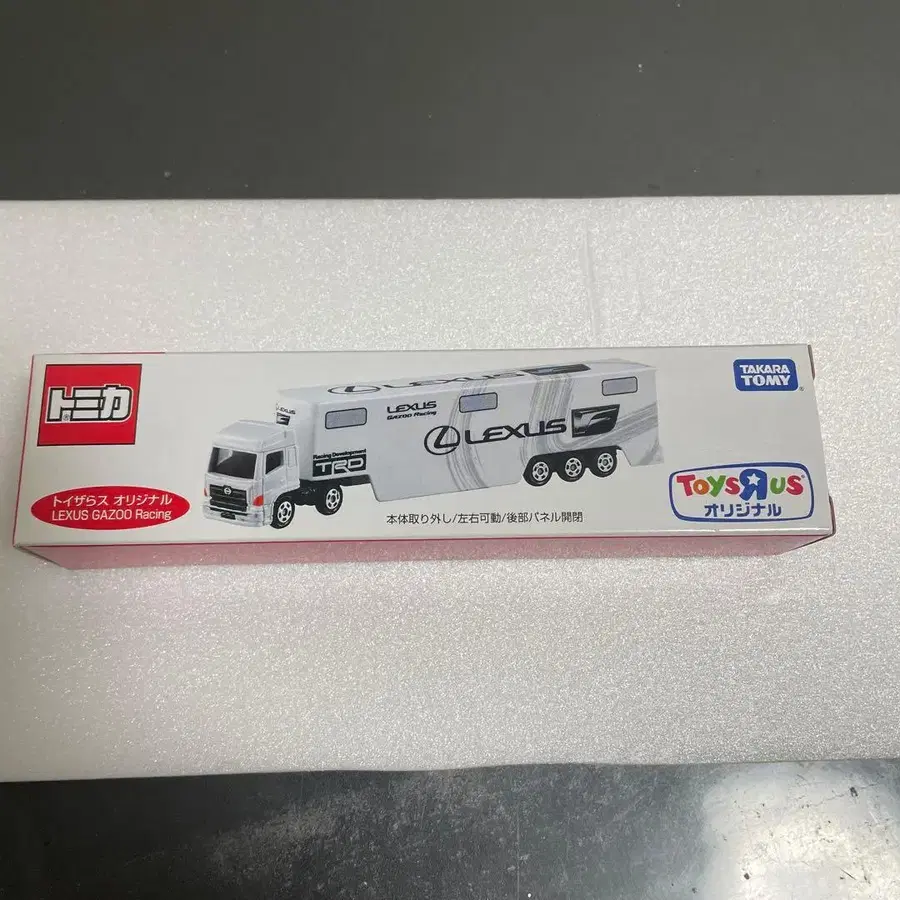 トミカ
TAKARA
TOMY
LEXUS
LEXUS
GAZOO Racing
LEXUS F
Racing Development
TRD
トイザらス オリジナル
LEXUS GAZOO Racing
本体取り外し/左右可動/後部パネル開閉
ToysЯus
オリジナル